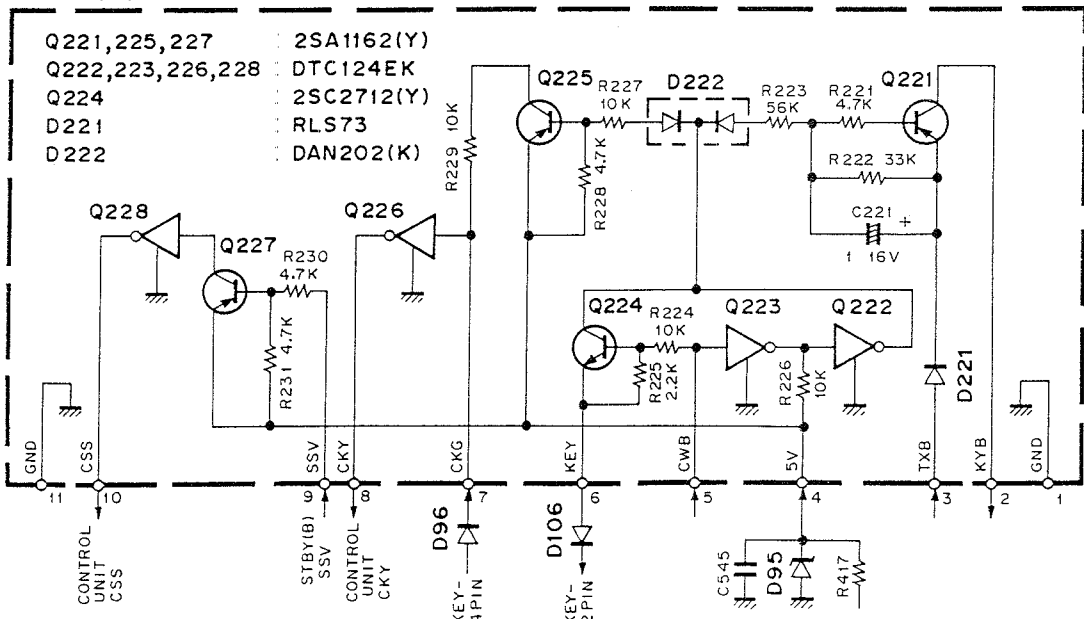 Q221,225,227 : 2SA1162(Y)
Q222,223,226,228 : DTC124EK
Q224 : 2SC2712(Y)
D221 : RLS73
D222 : DAN202(K)
Q225
R227
10K
D222
R223
56K
R221
4.7K
Q221
R229 10K
R228 4.7K
R222 33K
C221
+
1 16V
Q228
Q227
R230
4.7K
Q226
R231 4.7K
Q224
R224
10K
Q223
Q222
R225
2.2K
R226
10K
D221
GND
CSS
SSV
CKY
CKG
KEY
CWB
5V
TXB
KYB
GND
11
10
9
8
7
6
5
4
3
2
1
CONTROL
UNIT
CSS
STBY(B)
SSV
CONTROL
UNIT
CKY
D96
KEY-
4PIN
D106
KEY-
2PIN
C545
D95
R417